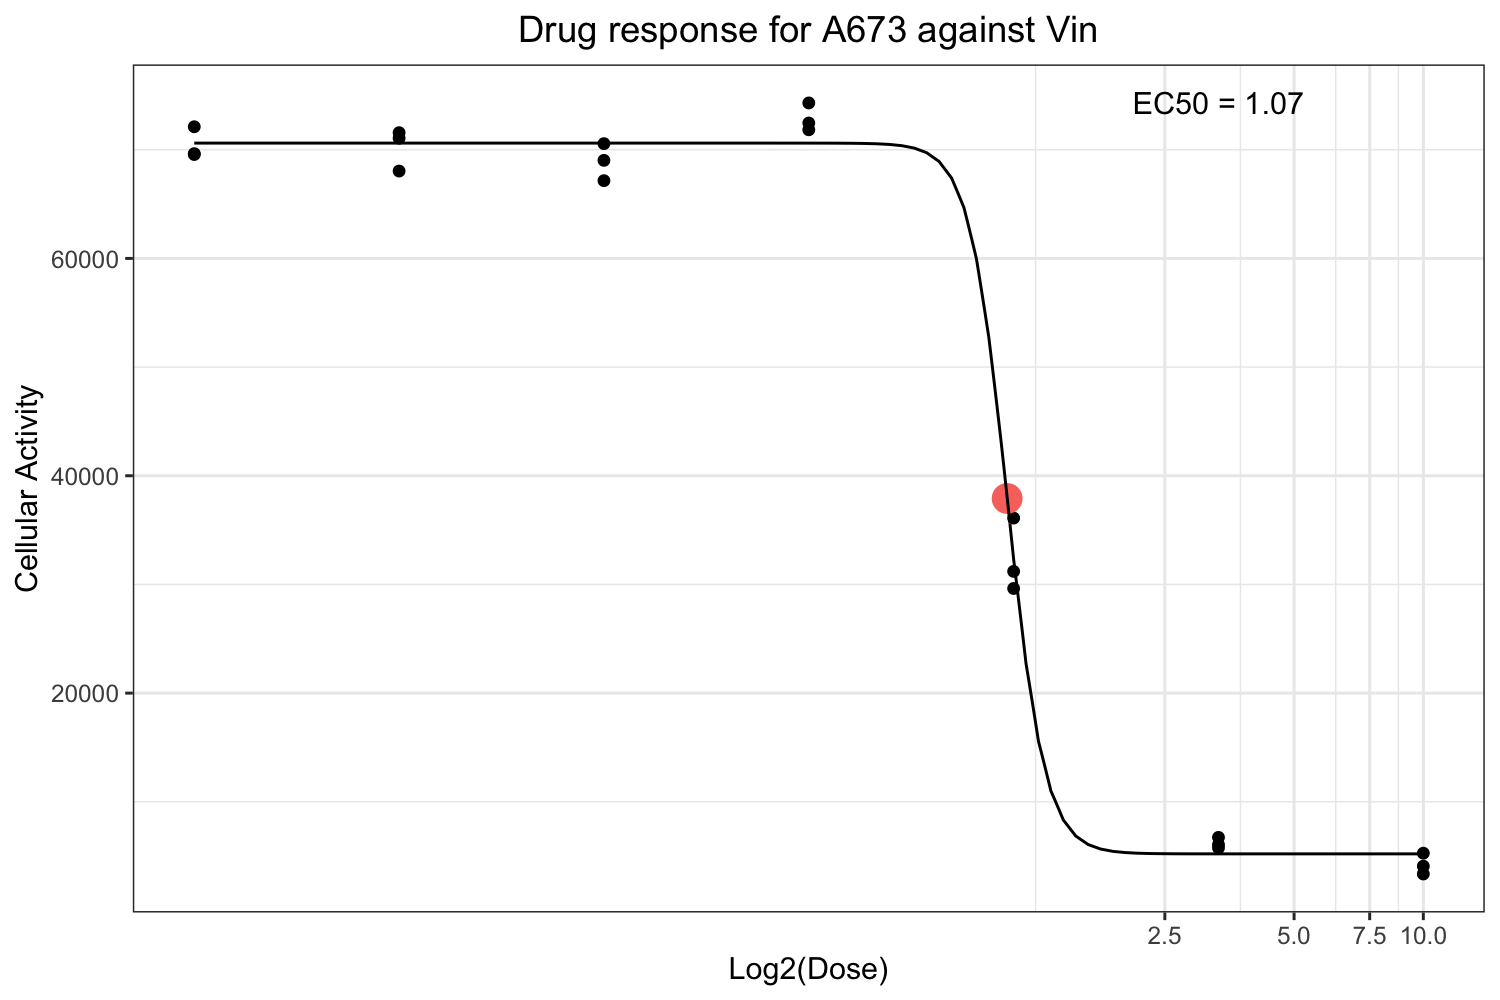 Drug response for A673 against Vin
EC50 = 1.07
Cellular Activity
60000
40000
20000
2.5 5.0 7.5 10.0
Log2(Dose)